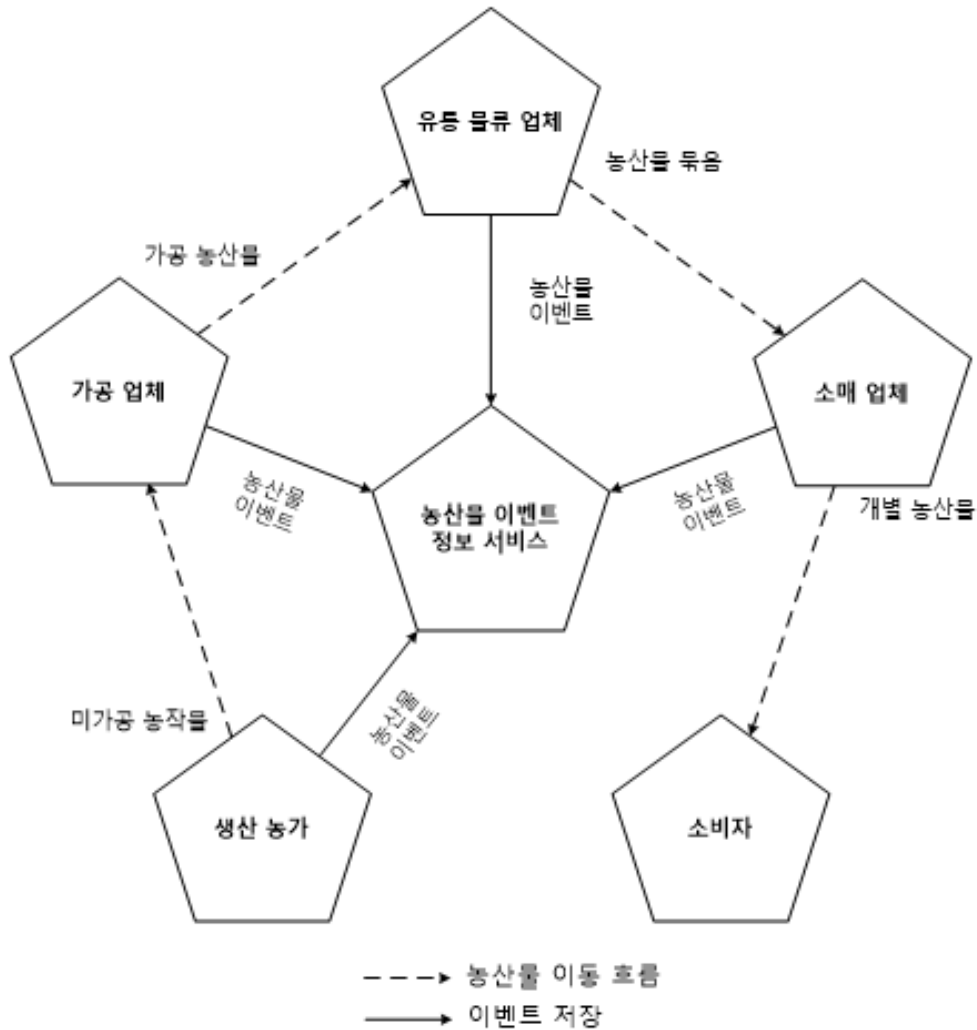 유통 물류 업체
농산물 묶음
가공 농산물
농산물
이벤트
가공 업체
소매 업체
농산물
이벤트
농산물
이벤트
개별 농산물
농산물 이벤트
정보 서비스
농산물
이벤트
미가공 농작물
생산 농가
소비자
농산물 이동 흐름
이벤트 저장